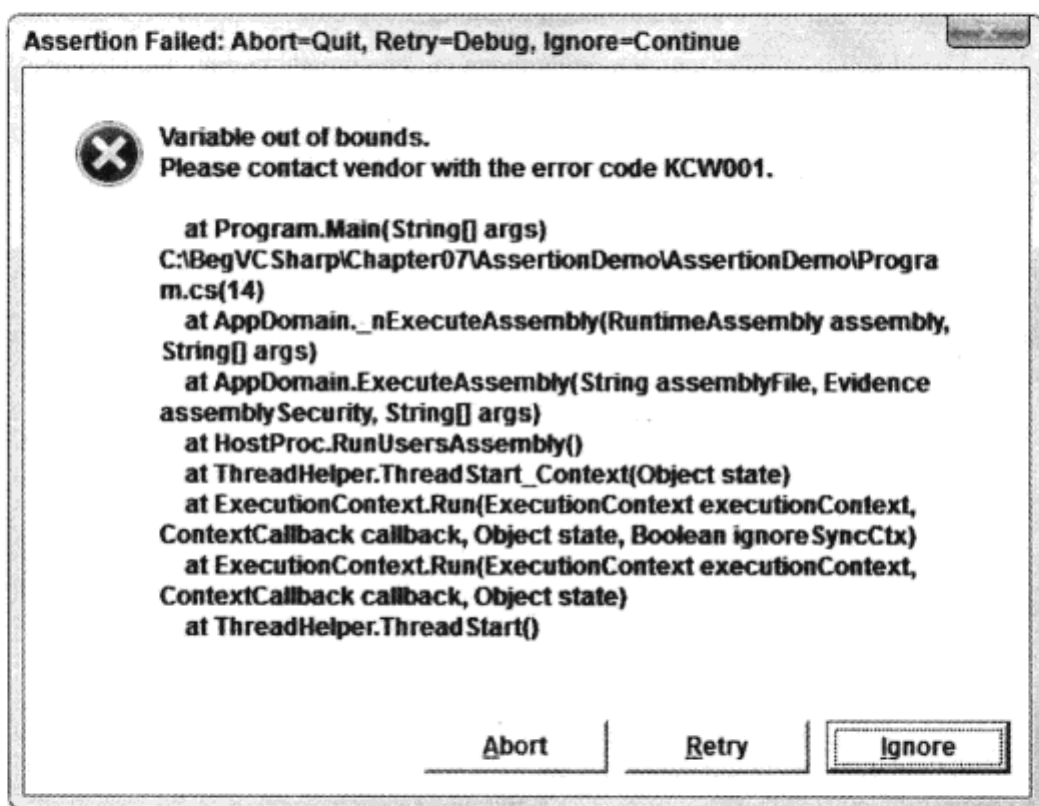 Assertion Failed: Abort=Quit, Retry=Debug, Ignore=Continue
Variable out of bounds.
Please contact vendor with the error code KCW001.
at Program.Main(String[] args)
C:\BegVCSharp\Chapter07\AssertionDemo\AssertionDemo\Progra
m.cs(14)
at AppDomain._nExecuteAssembly(RuntimeAssembly assembly,
String[] args)
at AppDomain.ExecuteAssembly(String assemblyFile, Evidence
assemblySecurity, String[] args)
at HostProc.RunUsersAssembly()
at ThreadHelper.ThreadStart_Context(Object state)
at ExecutionContext.Run(ExecutionContext executionContext,
ContextCallback callback, Object state, Boolean ignoreSyncCtx)
at ExecutionContext.Run(ExecutionContext executionContext,
ContextCallback callback, Object state)
at ThreadHelper.ThreadStart()
Abort Retry Ignore